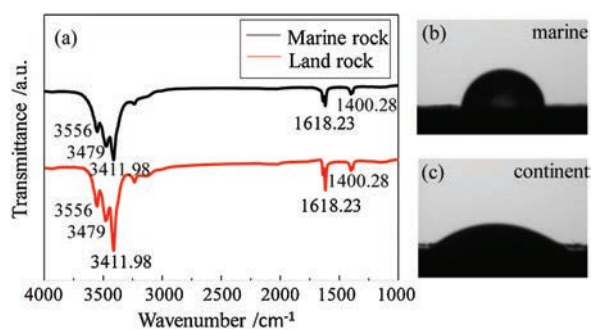 (a)
Marine rock
Land rock
3556
3479
3411.98
1618.23
1400.28
3556
3479
3411.98
1618.23
1400.28
Transmittance /a.u.
4000 3500 3000 2500 2000 1500 1000
Wavenumber /cm⁻¹
(b) marine
(c) continent